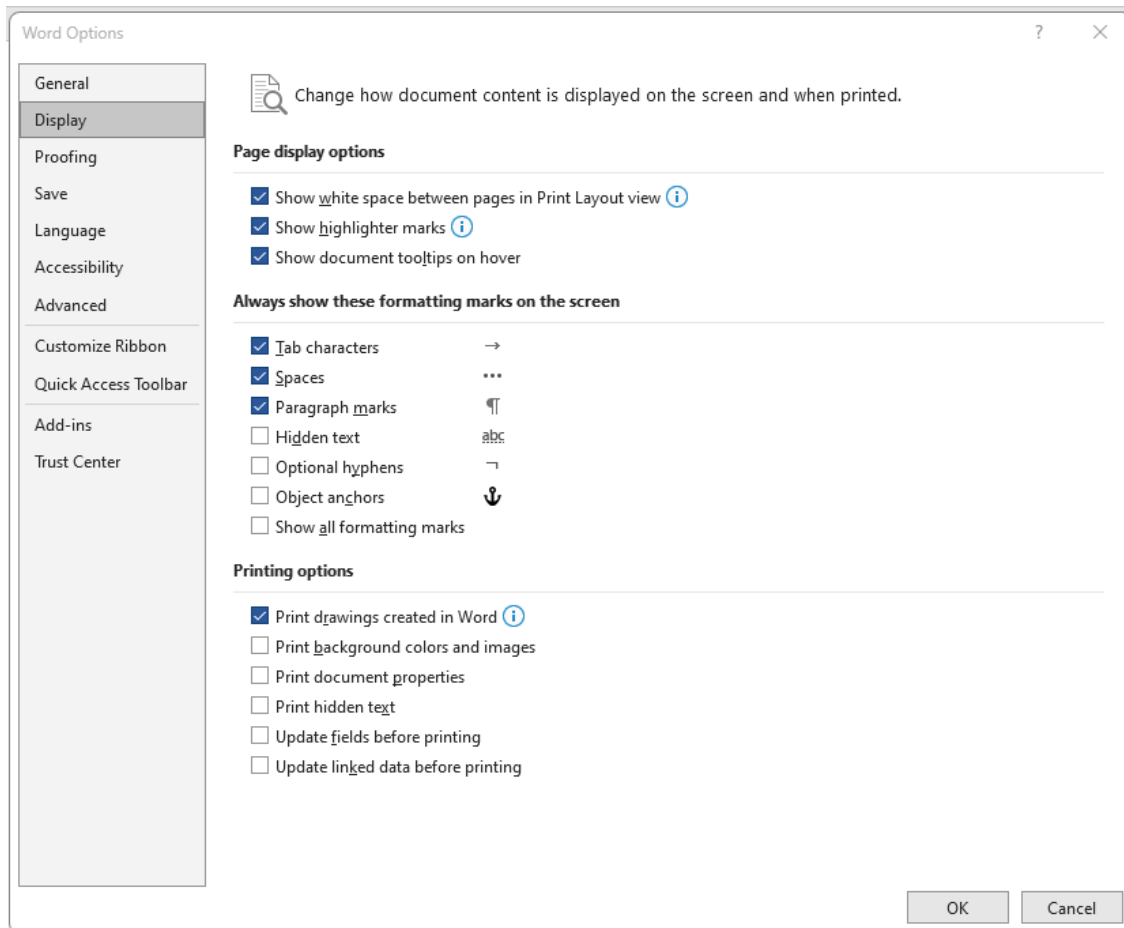 Word Options
?
General
Display
Proofing
Save
Language
Accessibility
Advanced
Customize Ribbon
Quick Access Toolbar
Add-ins
Trust Center
Change how document content is displayed on the screen and when printed.
Page display options
Show white space between pages in Print Layout view
Show highlighter marks
Show document tooltips on hover
Always show these formatting marks on the screen
Tab characters →
Spaces •••
Paragraph marks ¶
Hidden text abc
Optional hyphens ¬
Object anchors
Show all formatting marks
Printing options
Print drawings created in Word
Print background colors and images
Print document properties
Print hidden text
Update fields before printing
Update linked data before printing
OK Cancel